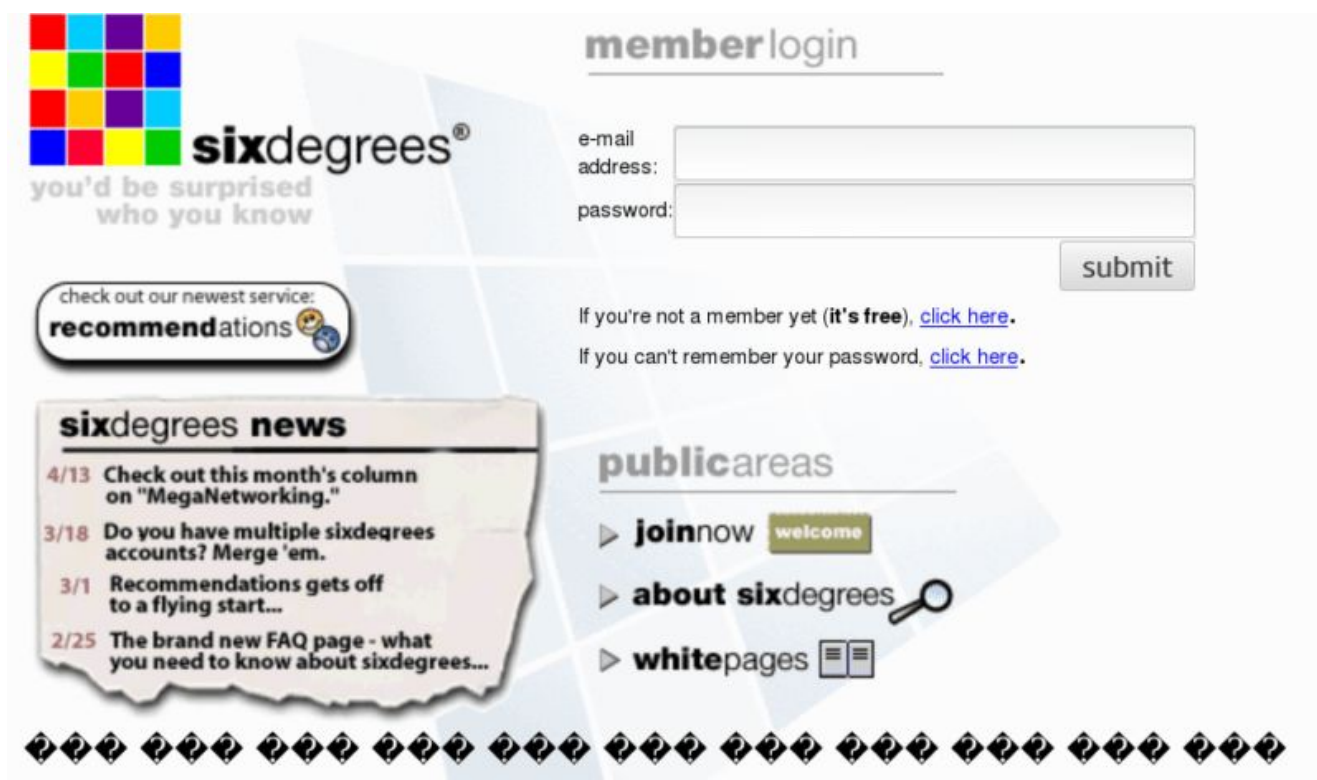 sixdegrees®
you'd be surprised
who you know
check out our newest service:
recommendations
sixdegrees news
4/13 Check out this month's column
on "MegaNetworking."
3/18 Do you have multiple sixdegrees
accounts? Merge 'em.
3/1 Recommendations gets off
to a flying start...
2/25 The brand new FAQ page - what
you need to know about sixdegrees...
memberlogin
e-mail
address:
password:
submit
If you're not a member yet (it's free), click here.
If you can't remember your password, click here.
publicareas
joinnow welcome
about sixdegrees
whitepages
��� ��� ��� ��� ��� ��� ��� ��� ��� ��� ���